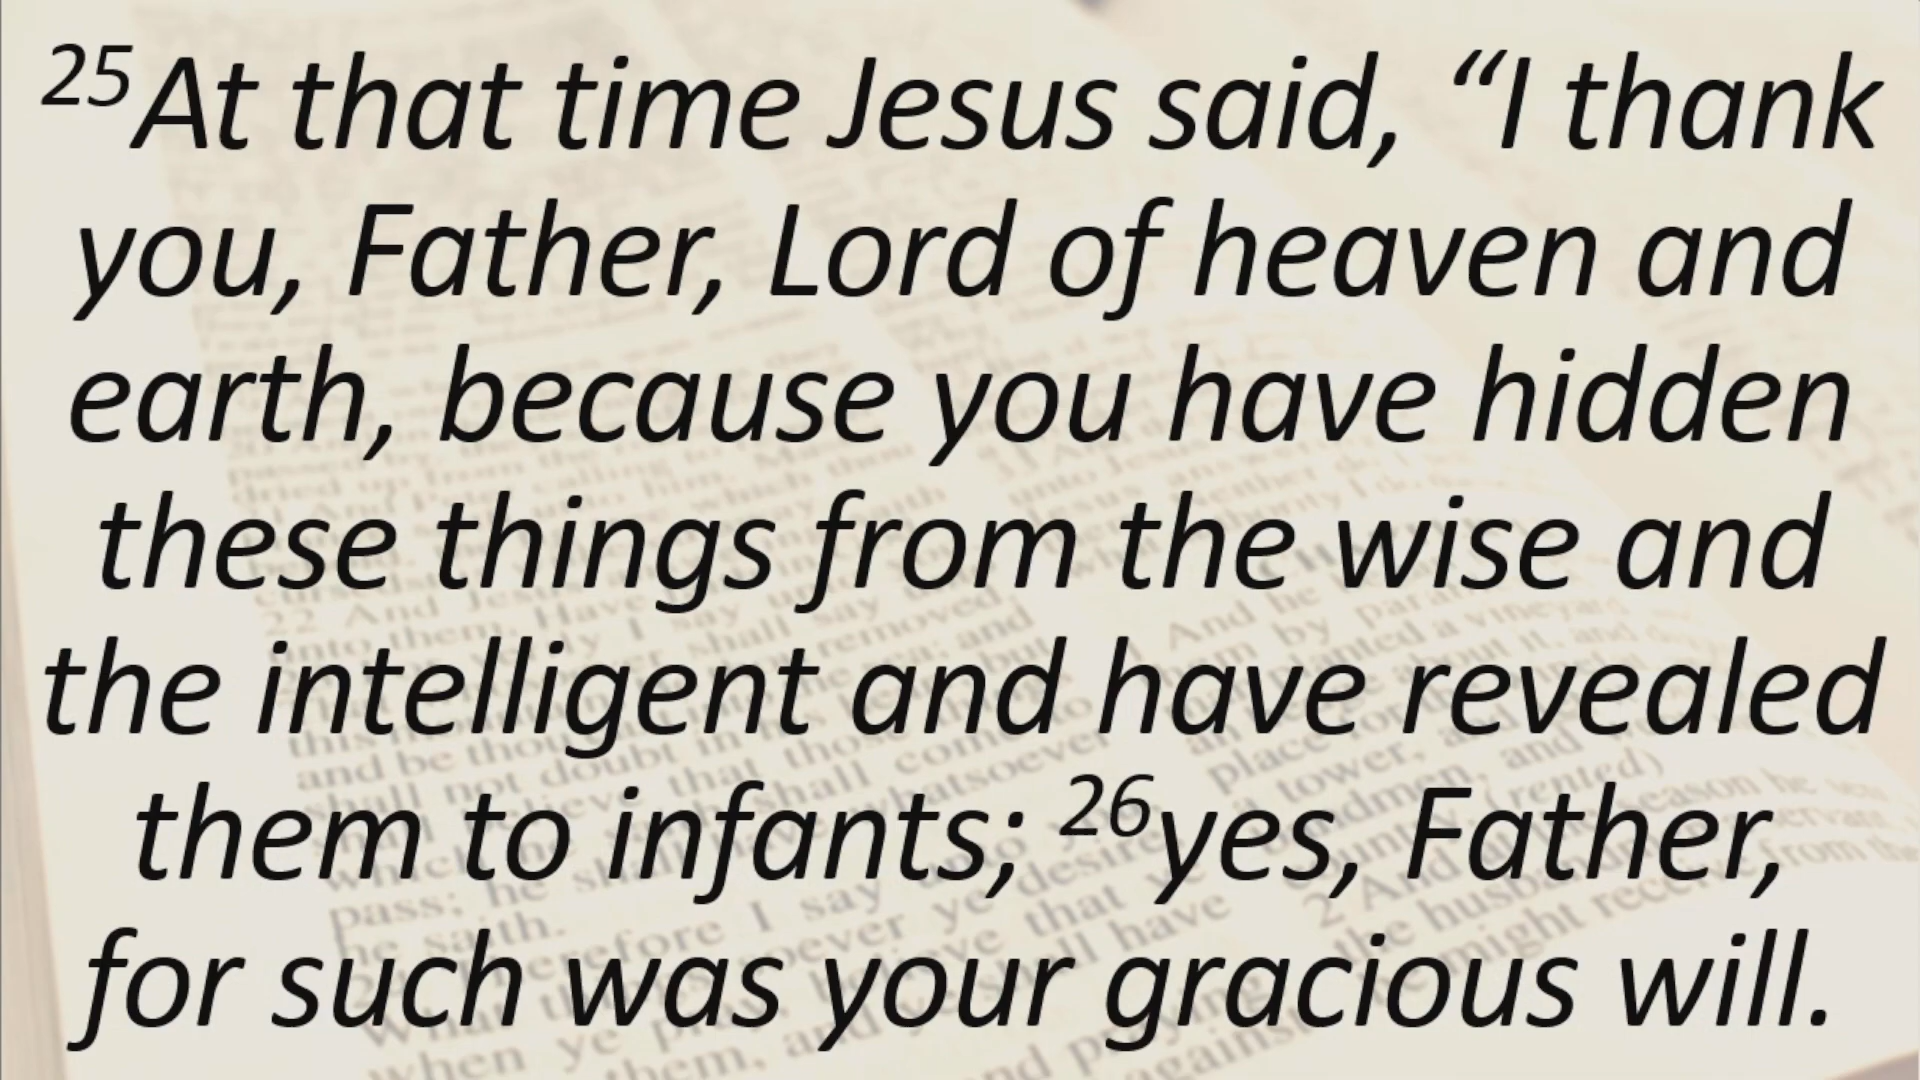 25At that time Jesus said, “I thank
you, Father, Lord of heaven and
earth, because you have hidden
these things from the wise and
the intelligent and have revealed
them to infants; 26yes, Father,
for such was your gracious will.